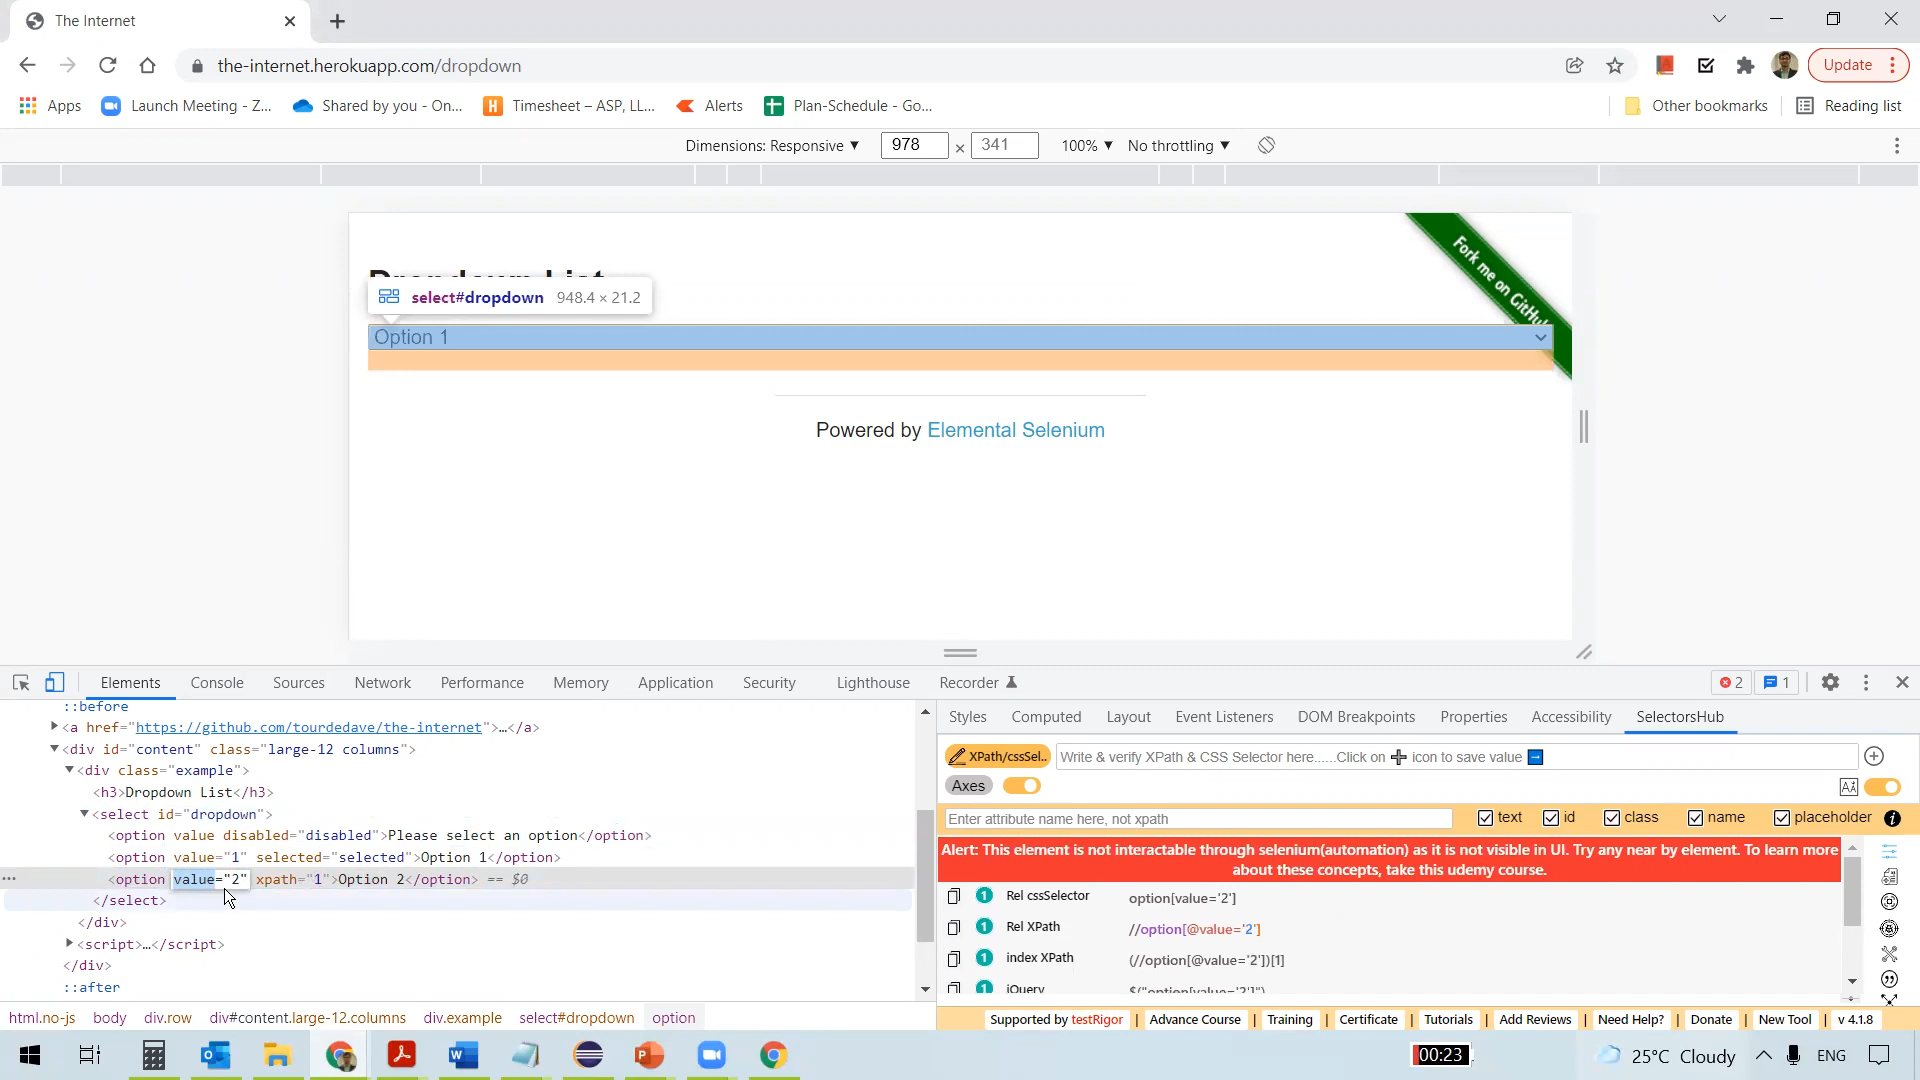 The Internet
the-internet.herokuapp.com/dropdown
Update
Apps
Launch Meeting - Z...
Shared by you - On...
Timesheet – ASP, LL...
Alerts
Plan-Schedule - Go...
Other bookmarks
Reading list
Dimensions: Responsive ▼ 978 × 341 100% ▼ No throttling ▼
Fork me on GitHub
Dropdown List
select#dropdown 948.4 × 21.2
Option 1
Powered by Elemental Selenium
Elements Console Sources Network Performance Memory Application Security Lighthouse Recorder
2 1
::before
<a href="https://github.com/tourdedave/the-internet">…</a>
<div id="content" class="large-12 columns">
<div class="example">
<h3>Dropdown List</h3>
<select id="dropdown">
<option value disabled="disabled">Please select an option</option>
<option value="1" selected="selected">Option 1</option>
<option value="2" xpath="1">Option 2</option> == $0
</select>
</div>
<script>…</script>
</div>
::after
html.no-js body div.row div#content.large-12.columns div.example select#dropdown option
Styles Computed Layout Event Listeners DOM Breakpoints Properties Accessibility SelectorsHub
XPath/cssSel.. Write & verify XPath & CSS Selector here......Click on ➕ icon to save value
Axes
Enter attribute name here, not xpath
text id class name placeholder
Alert: This element is not interactable through selenium(automation) as it is not visible in UI. Try any near by element. To learn more
about these concepts, take this udemy course.
1 Rel cssSelector option[value='2']
1 Rel XPath //option[@value='2']
1 index XPath (//option[@value='2'])[1]
1 jQuery $("option[value='2']")
Supported by testRigor | Advance Course | Training | Certificate | Tutorials | Add Reviews | Need Help? | Donate | New Tool | v 4.1.8
00:23
25°C Cloudy
ENG